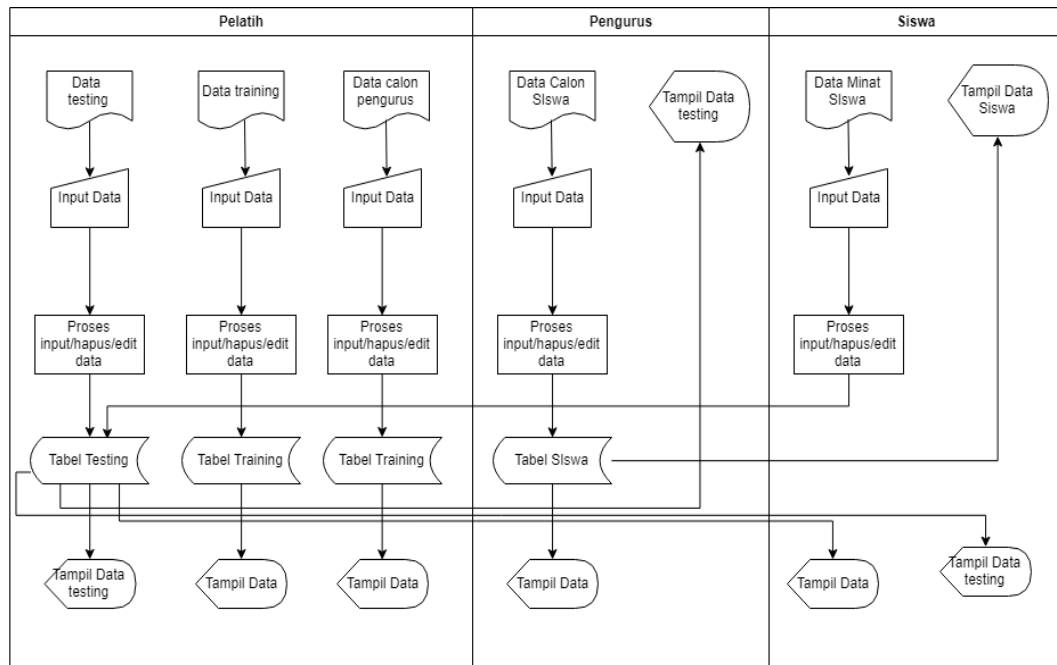 Pelatih
Pengurus
Siswa
Data
testing
Data training
Data calon
pengurus
Data Calon
SIswa
Tampil Data
testing
Data Minat
SIswa
Tampil Data
Siswa
Input Data
Input Data
Input Data
Input Data
Input Data
Proses
input/hapus/edit
data
Proses
input/hapus/edit
data
Proses
input/hapus/edit
data
Proses
input/hapus/edit
data
Proses
input/hapus/edit
data
Tabel Testing
Tabel Training
Tabel Training
Tabel SIswa
Tampil Data
testing
Tampil Data
Tampil Data
Tampil Data
Tampil Data
Tampil Data
testing